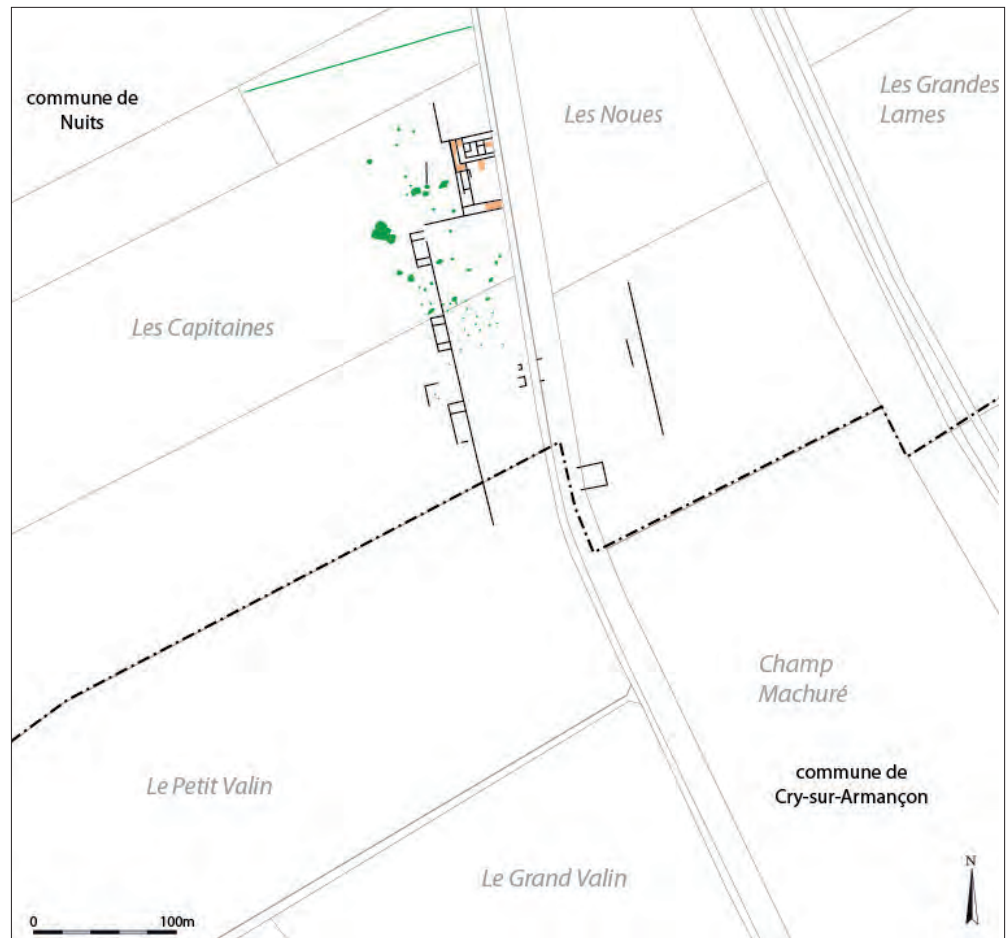 commune de
Nuits
Les Noues
Les Grandes
Lames
Les Capitaines
Champ
Machuré
Le Petit Valin
commune de
Cry-sur-Armançon
Le Grand Valin
N
0 100m